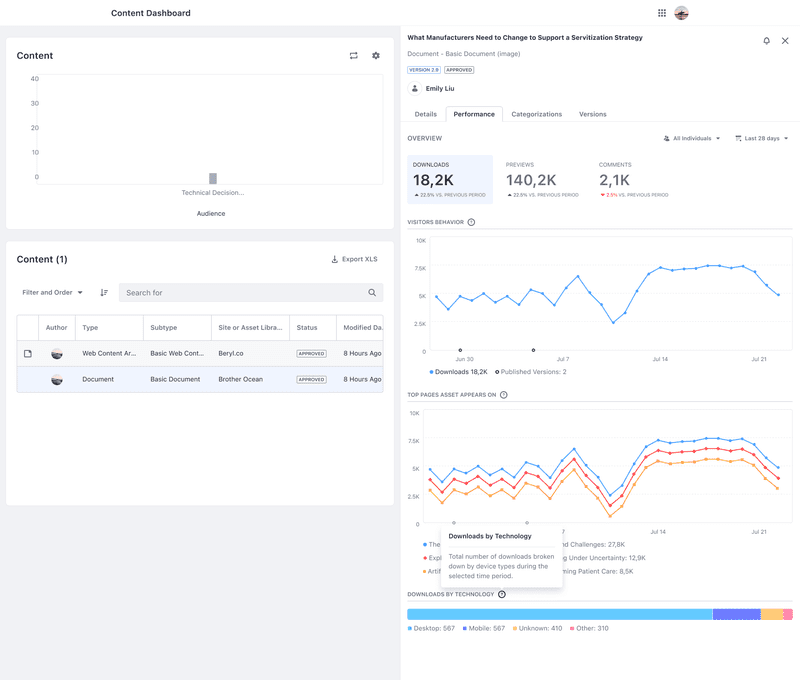 Content Dashboard
Content
40
30
20
10
0
Technical Decision...
Audience
Content (1)
Export XLS
Filter and Order
Search for
Author Type Subtype Site or Asset Libra... Status Modified Da.
Web Content Ar... Basic Web Cont... Beryl.co APPROVED 8 Hours Ago
Document Basic Document Brother Ocean APPROVED 8 Hours Ago
What Manufacturers Need to Change to Support a Servitization Strategy
Document - Basic Document (image)
VERSION 2.9 APPROVED
Emily Liu
Details Performance Categorizations Versions
OVERVIEW
All Individuals
Last 28 days
DOWNLOADS
18,2K
22.5% VS. PREVIOUS PERIOD
PREVIEWS
140,2K
22.5% VS. PREVIOUS PERIOD
COMMENTS
2,1K
2.5% VS. PREVIOUS PERIOD
VISITORS BEHAVIOR ?
10K
7.5K
5K
2.5K
0
Jun 30 Jul 7 Jul 14 Jul 21
Downloads 18,2K Published Versions: 2
TOP PAGES ASSET APPEARS ON ?
10K
7.5K
5K
2.5K
0
7 Jul 14 Jul 21
The nd Challenges: 27,8K
Expl ng Under Uncertainty: 12,9K
Artif ming Patient Care: 8,5K
Downloads by Technology
Total number of downloads broken
down by device types during the
selected time period.
DOWNLOADS BY TECHNOLOGY ?
Desktop: 567 Mobile: 567 Unknown: 410 Other: 310